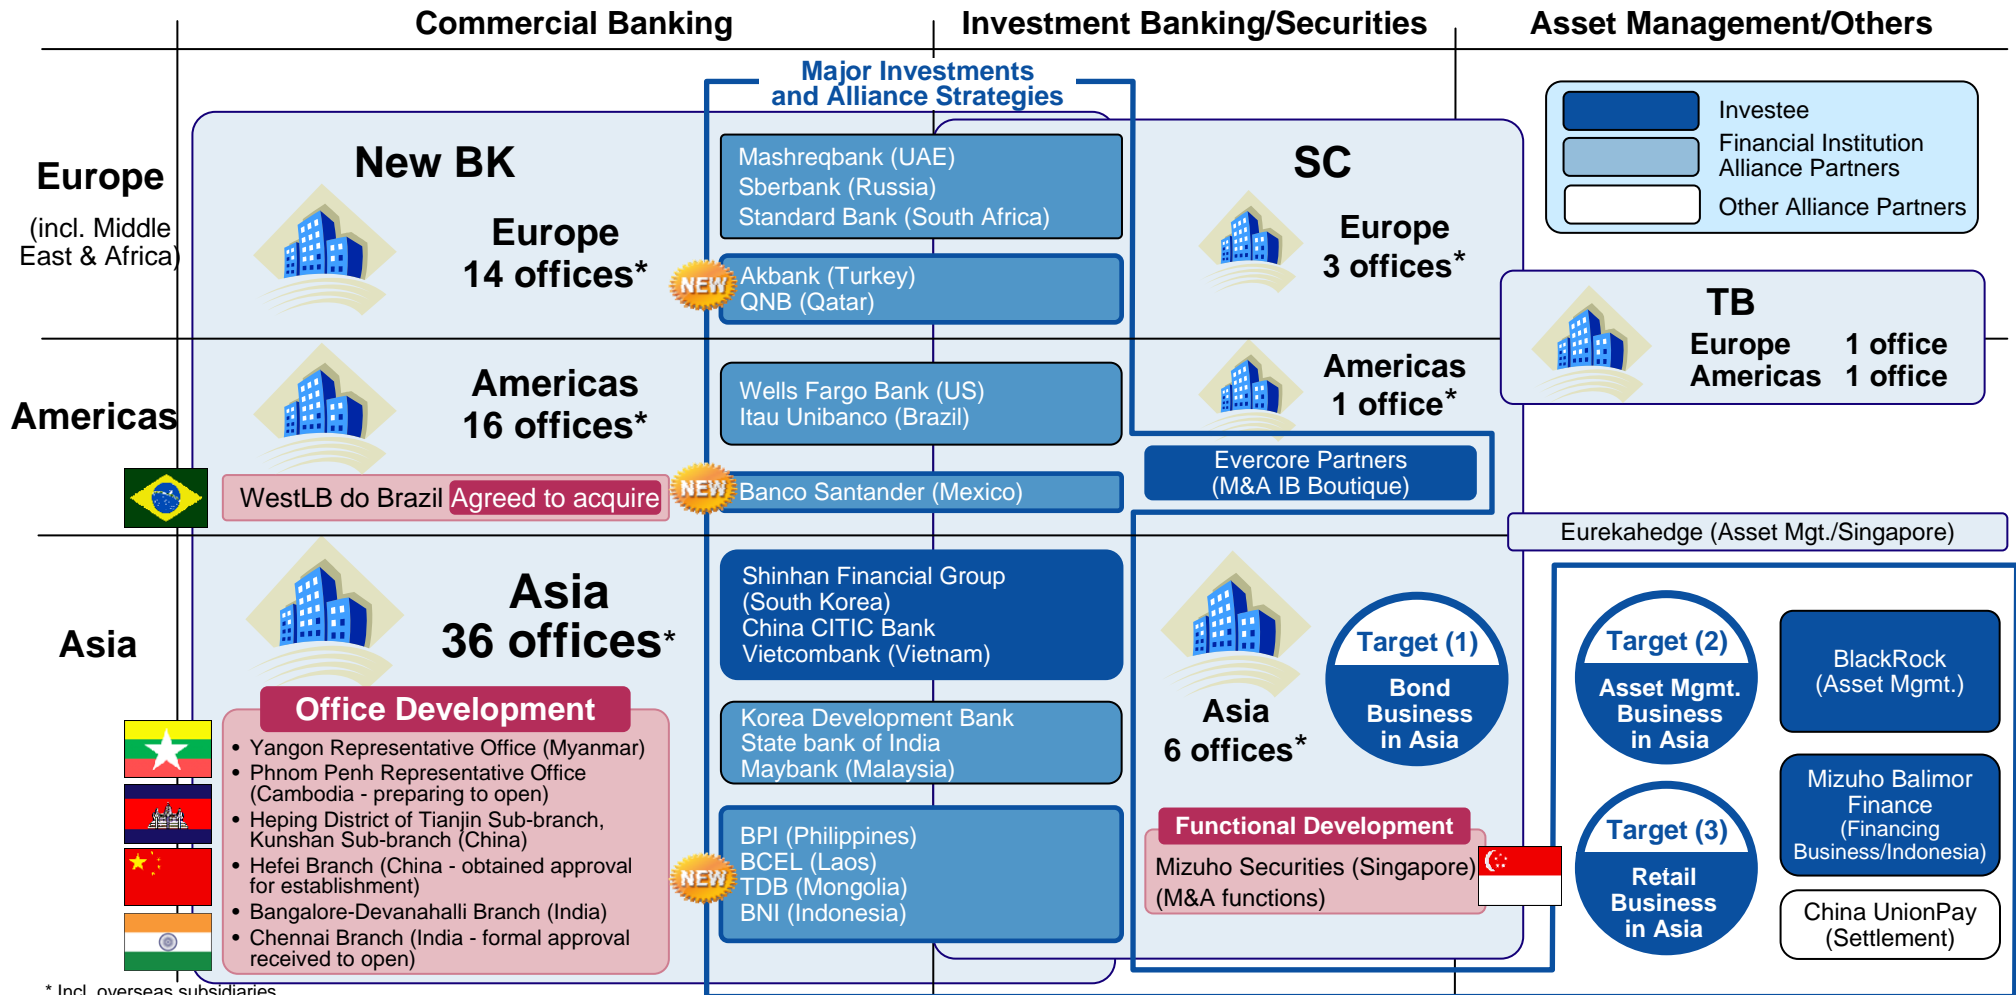 Commercial Banking
Investment Banking/Securities
Asset Management/Others
Major Investments
and Alliance Strategies
Investee
Financial Institution
Alliance Partners
Other Alliance Partners
Europe
(incl. Middle
East & Africa)
New BK
Europe
14 offices*
Mashreqbank (UAE)
Sberbank (Russia)
Standard Bank (South Africa)
NEW
Akbank (Turkey)
QNB (Qatar)
SC
Europe
3 offices*
TB
Europe 1 office
Americas 1 office
Americas
Americas
16 offices*
Wells Fargo Bank (US)
Itau Unibanco (Brazil)
Americas
1 office*
WestLB do Brazil Agreed to acquire
NEW
Banco Santander (Mexico)
Evercore Partners
(M&A IB Boutique)
Eurekahedge (Asset Mgt./Singapore)
Asia
Asia
36 offices*
Shinhan Financial Group
(South Korea)
China CITIC Bank
Vietcombank (Vietnam)
Korea Development Bank
State bank of India
Maybank (Malaysia)
NEW
BPI (Philippines)
BCEL (Laos)
TDB (Mongolia)
BNI (Indonesia)
Office Development
• Yangon Representative Office (Myanmar)
• Phnom Penh Representative Office
(Cambodia - preparing to open)
• Heping District of Tianjin Sub-branch,
Kunshan Sub-branch (China)
• Hefei Branch (China - obtained approval
for establishment)
• Bangalore-Devanahalli Branch (India)
• Chennai Branch (India - formal approval
received to open)
Asia
6 offices*
Target (1)
Bond
Business
in Asia
Functional Development
Mizuho Securities (Singapore)
(M&A functions)
Target (2)
Asset Mgmt.
Business
in Asia
Target (3)
Retail
Business
in Asia
BlackRock
(Asset Mgmt.)
Mizuho Balimor
Finance
(Financing
Business/Indonesia)
China UnionPay
(Settlement)
* Incl. overseas subsidiaries